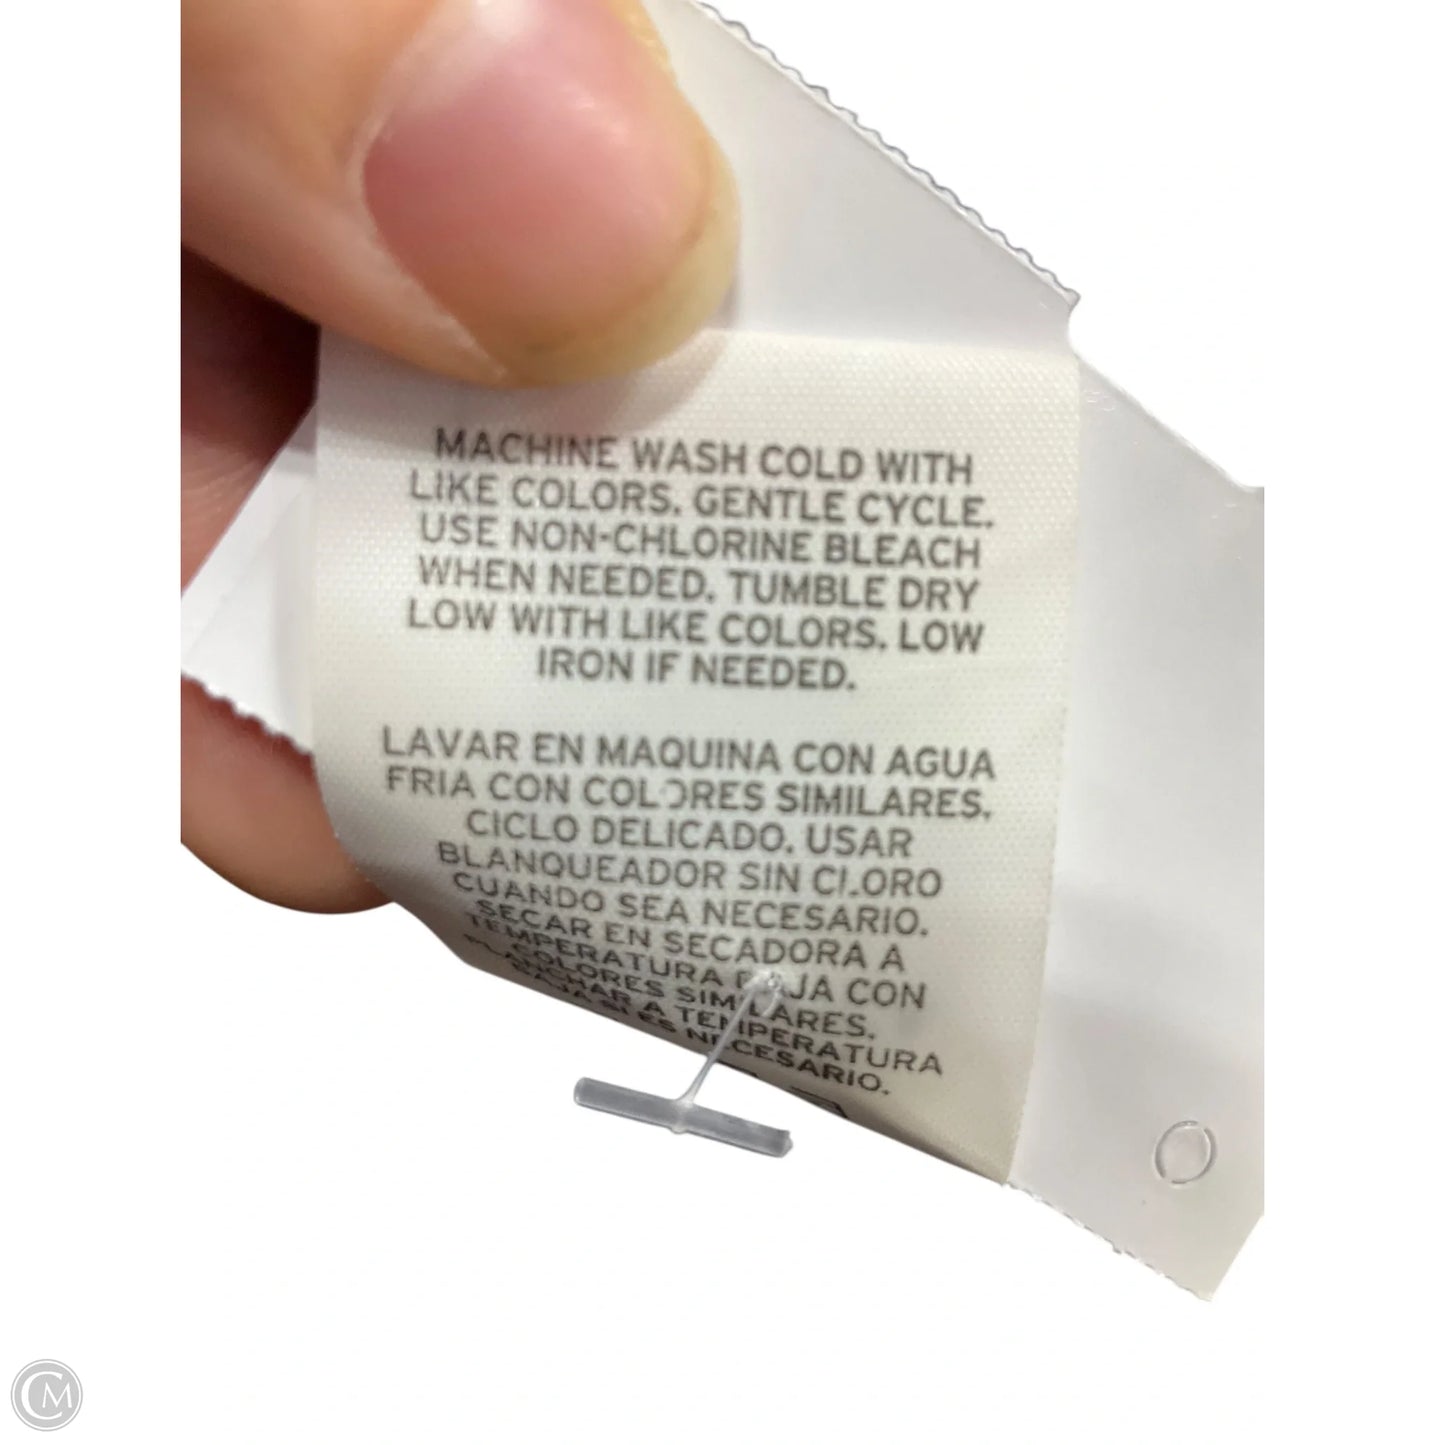 MACHINE WASH COLD WITH
LIKE COLORS. GENTLE CYCLE.
USE NON-CHLORINE BLEACH
WHEN NEEDED. TUMBLE DRY
LOW WITH LIKE COLORS. LOW
IRON IF NEEDED.
LAVAR EN MAQUINA CON AGUA
FRIA CON COLORES SIMILARES.
CICLO DELICADO. USAR
BLANQUEADOR SIN CLORO
CUANDO SEA NECESARIO.
SECAR EN SECADORA A
TEMPERATURA BAJA CON
COLORES SIMILARES.
PLANCHAR A TEMPERATURA
BAJA SI ES NECESARIO.
CM